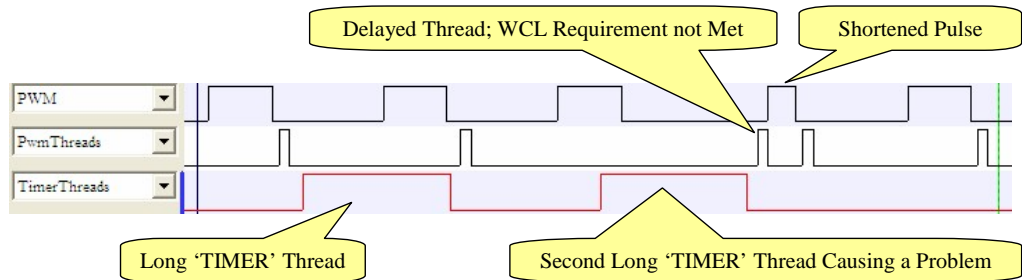 Delayed Thread; WCL Requirement not Met
Shortened Pulse
PWM
PwmThreads
TimerThreads
Long ‘TIMER’ Thread
Second Long ‘TIMER’ Thread Causing a Problem